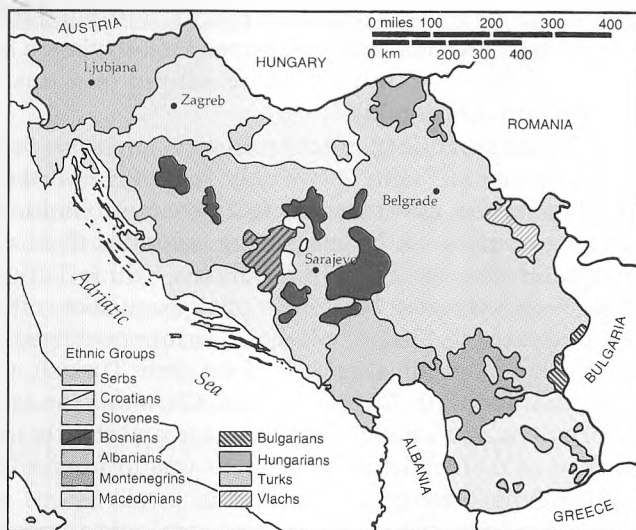 AUSTRIA
0 miles 100 200 300 400
0 km 200 300 400
HUNGARY
Ljubjana
Zagreb
ROMANIA
Belgrade
Sarajevo
Adriatic
Sea
BULGARIA
ALBANIA
GREECE
Ethnic Groups
Serbs
Croatians
Slovenes
Bosnians
Albanians
Montenegrins
Macedonians
Bulgarians
Hungarians
Turks
Vlachs